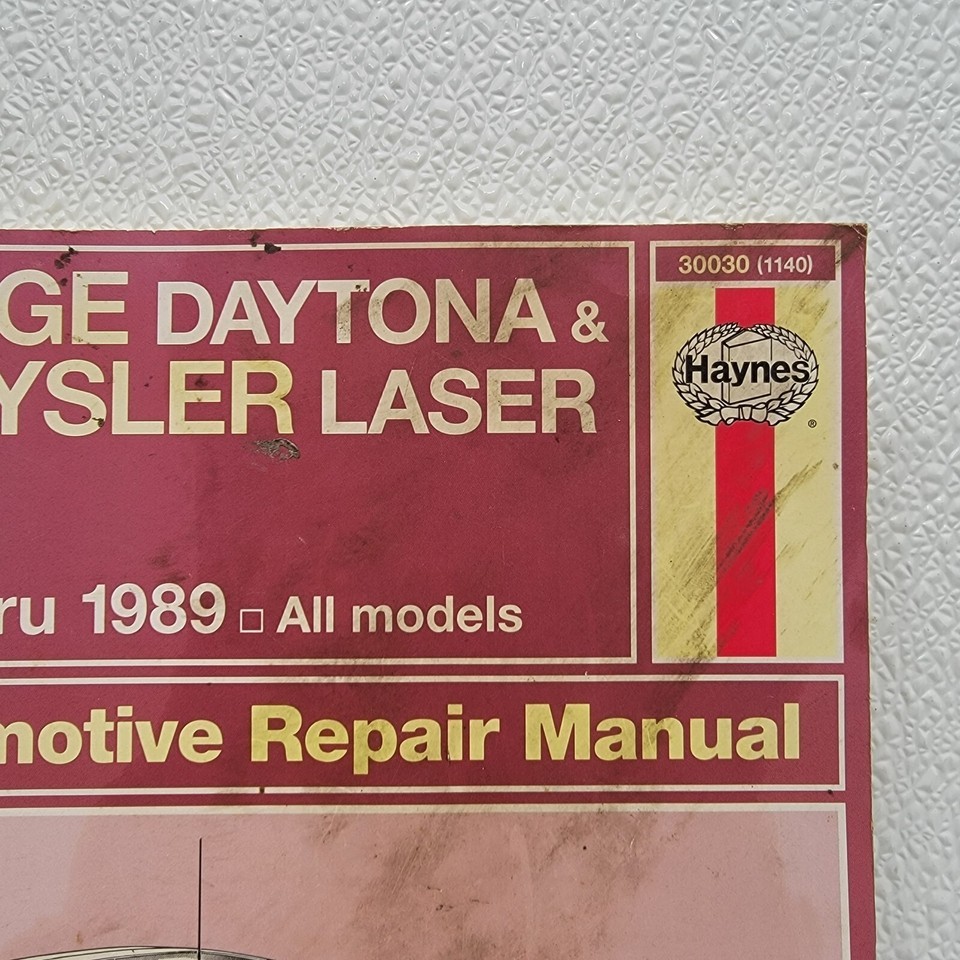 GE DAYTONA &
YSLER LASER
ru 1989 □ All models
motive Repair Manual
30030 (1140)
Haynes
®